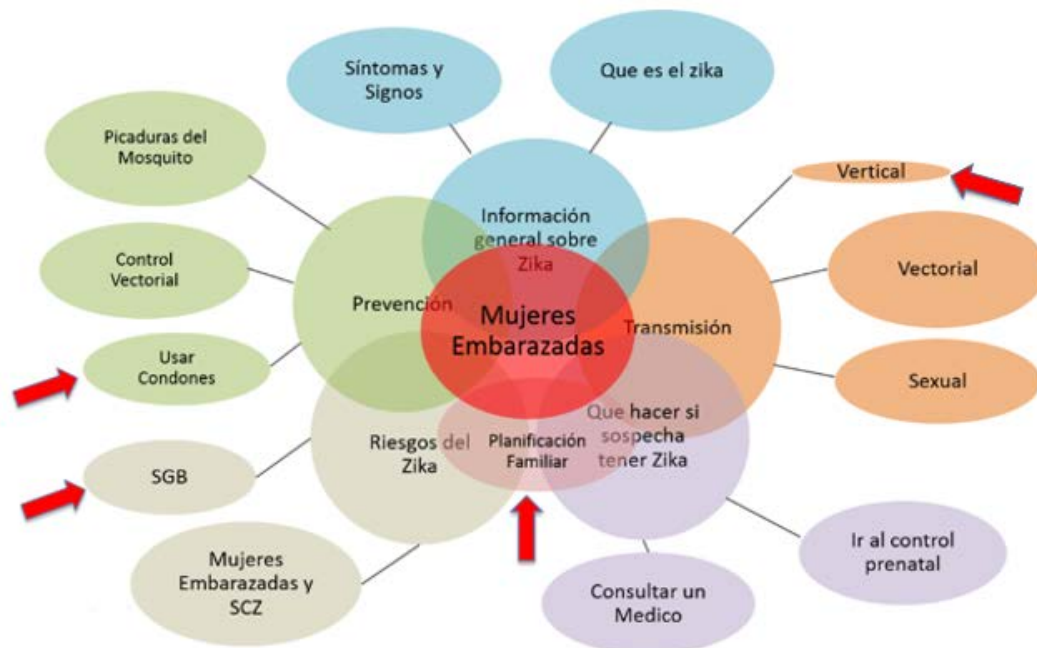 Síntomas y
Signos
Que es el zika
Picaduras del
Mosquito
Vertical
Información
general sobre
Zika
Control
Vectorial
Vectorial
Prevención
Mujeres
Embarazadas
Transmisión
Usar
Condones
Sexual
Riesgos del
Zika
Planificación
Familiar
Que hacer si
sospecha
tener Zika
SGB
Mujeres
Embarazadas y
SCZ
Consultar un
Medico
Ir al control
prenatal